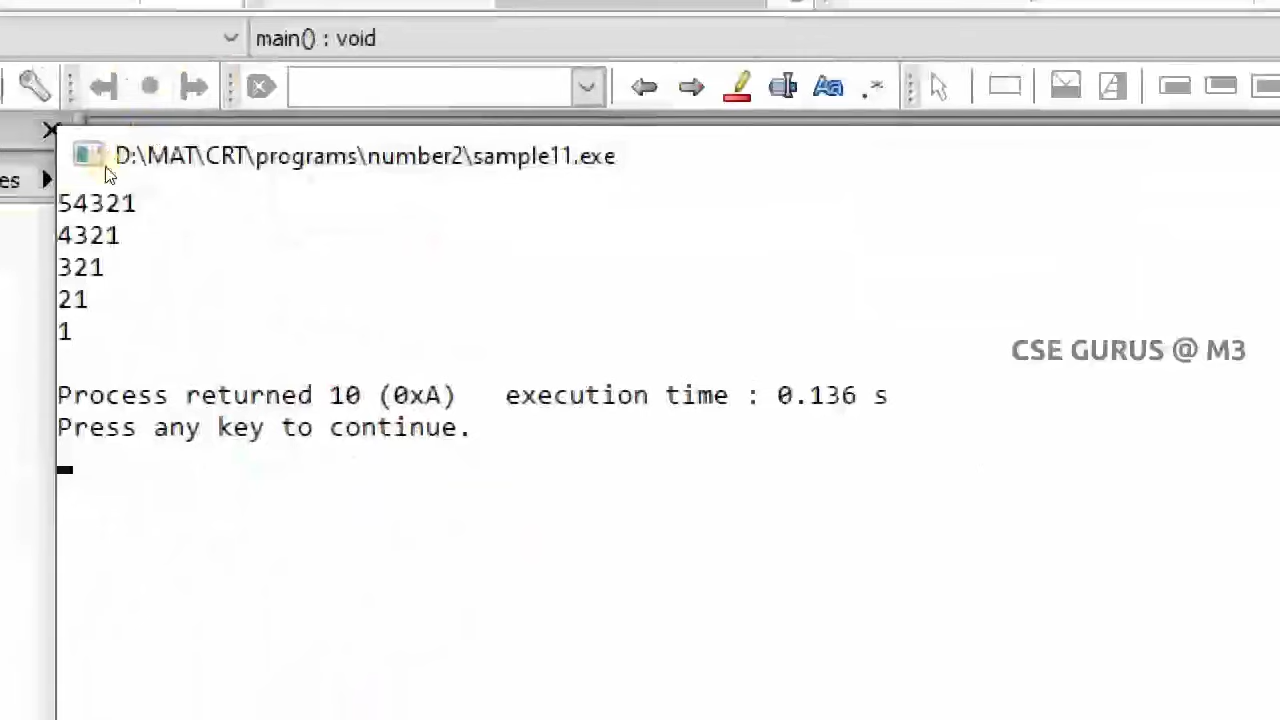 main() : void
.*
es
D:\MAT\CRT\programs\number2\sample11.exe
54321
4321
321
21
1
CSE GURUS @ M3
Process returned 10 (0xA)   execution time : 0.136 s
Press any key to continue.